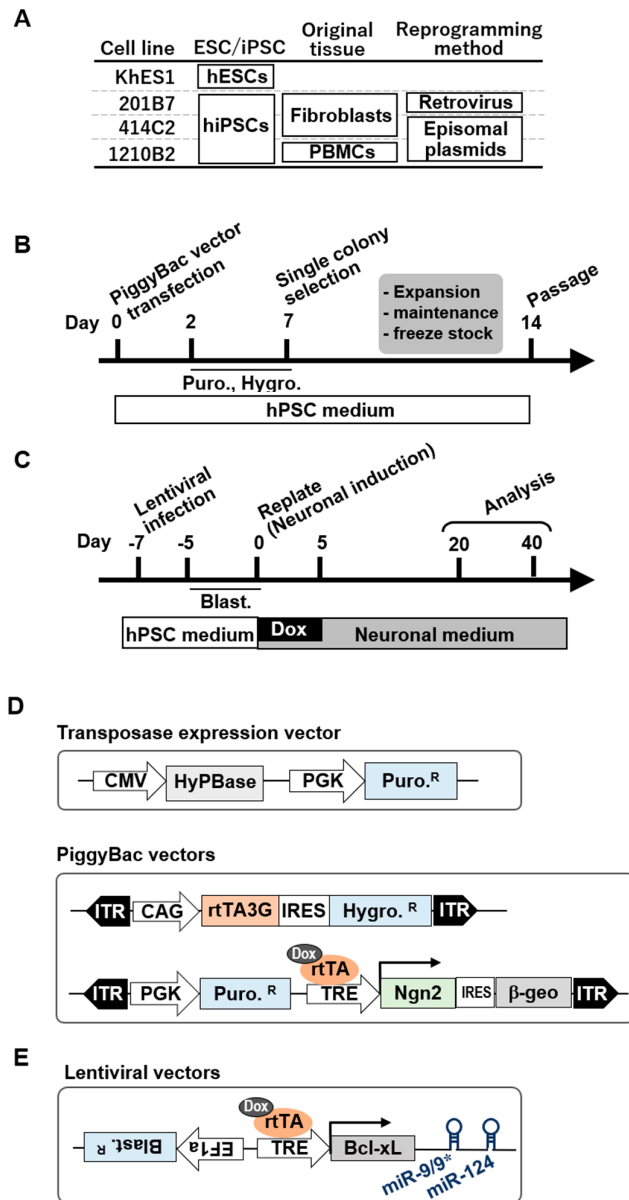 A
Cell line ESC/iPSC Original tissue Reprogramming method
KhES1 hESCs
201B7 hiPSCs Fibroblasts Retrovirus
414C2 Episomal plasmids
1210B2 PBMCs
B
PiggyBac vector transfection
Single colony selection
- Expansion
- maintenance
- freeze stock
Passage
Day 0 2 7 14
Puro., Hygro.
hPSC medium
C
Lentiviral infection
Replate (Neuronal induction)
Analysis
Day -7 -5 0 5 20 40
Blast.
hPSC medium Dox Neuronal medium
D
Transposase expression vector
CMV HyPBase PGK Puro.R
PiggyBac vectors
ITR CAG rtTA3G IRES Hygro. R ITR
Dox
rtTA
ITR PGK Puro. R TRE Ngn2 IRES β-geo ITR
E
Lentiviral vectors
Dox
rtTA
Blast. R EF1a TRE Bcl-xL
miR-9/9*
miR-124